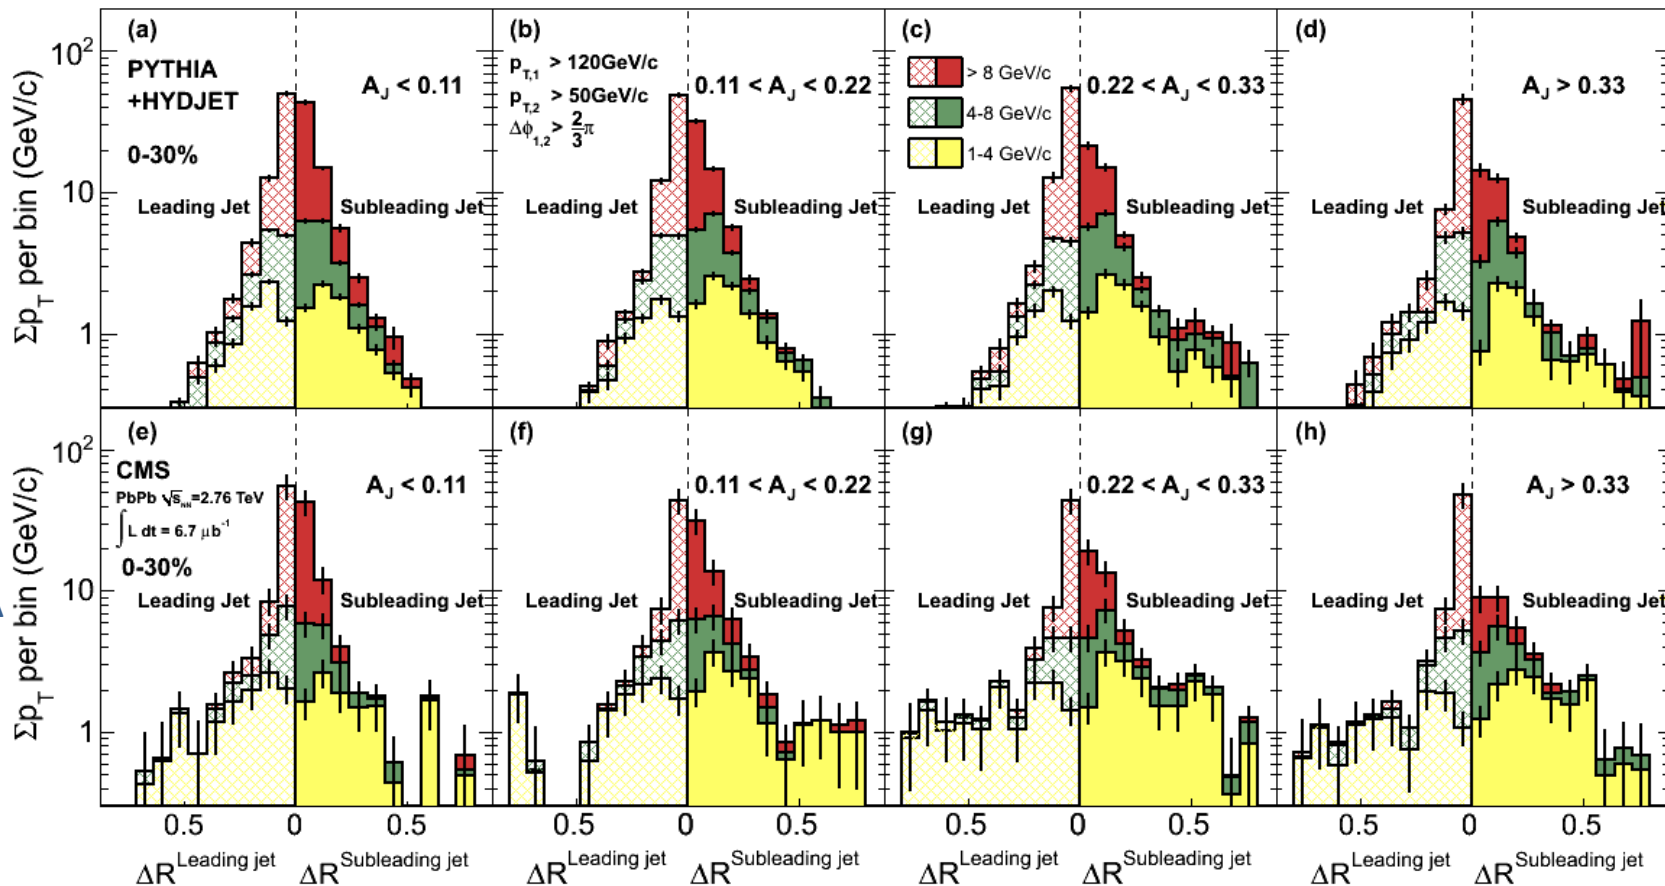 (a)
PYTHIA
+HYDJET
0-30%
A_J < 0.11
Leading Jet
Subleading Jet
(b)
p_T,1 > 120GeV/c
p_T,2 > 50GeV/c
Δϕ_1,2 > 2/3 π
0.11 < A_J < 0.22
Leading Jet
Subleading Jet
(c)
> 8 GeV/c
4-8 GeV/c
1-4 GeV/c
0.22 < A_J < 0.33
Leading Jet
Subleading Jet
(d)
A_J > 0.33
Leading Jet
Subleading Jet
Σp_T per bin (GeV/c)
10²
10
1
(e)
CMS
PbPb √s_NN=2.76 TeV
∫ L dt = 6.7 μb⁻¹
0-30%
A_J < 0.11
Leading Jet
Subleading Jet
(f)
0.11 < A_J < 0.22
Leading Jet
Subleading Jet
(g)
0.22 < A_J < 0.33
Leading Jet
Subleading Jet
(h)
A_J > 0.33
Leading Jet
Subleading Jet
Σp_T per bin (GeV/c)
10²
10
1
0.5 0 0.5 0.5 0 0.5 0.5 0 0.5 0.5 0 0.5
ΔR^Leading jet ΔR^Subleading jet ΔR^Leading jet ΔR^Subleading jet ΔR^Leading jet ΔR^Subleading jet ΔR^Leading jet ΔR^Subleading jet